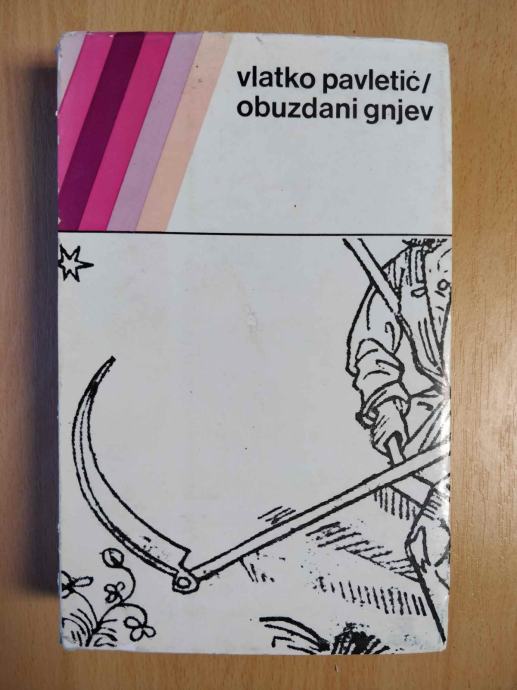 vlatko pavletić/
obuzdani gnjev